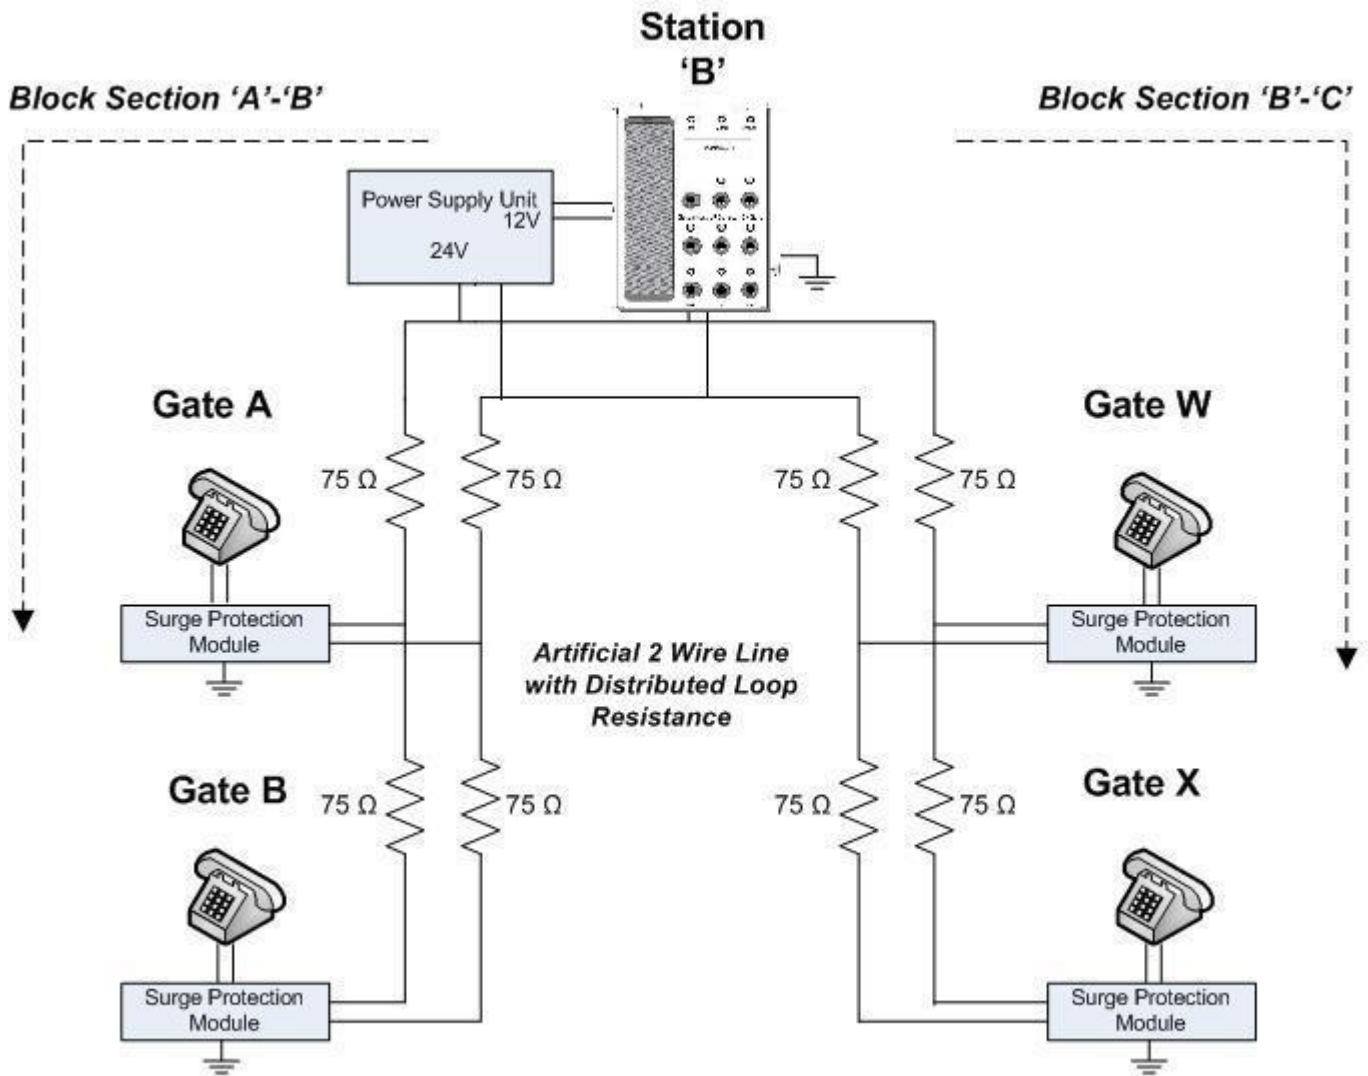 Station
‘B’
Block Section ‘A’-‘B’
Block Section ‘B’-‘C’
Power Supply Unit
12V
24V
Gate A
Gate W
75 Ω
75 Ω
75 Ω
75 Ω
Surge Protection
Module
Surge Protection
Module
Artificial 2 Wire Line
with Distributed Loop
Resistance
Gate B
Gate X
75 Ω
75 Ω
75 Ω
75 Ω
Surge Protection
Module
Surge Protection
Module